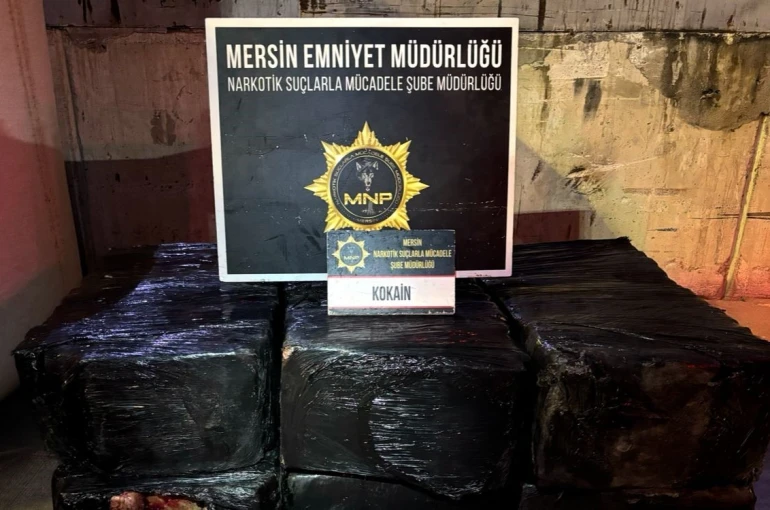 MERSİN EMNİYET MÜDÜRLÜĞÜ
NARKOTİK SUÇLARLA MÜCADELE ŞUBE MÜDÜRLÜĞÜ
MNP
MERSİN
NARKOTİK SUÇLARLA MÜCADELE
ŞUBE MÜDÜRLÜĞÜ
KOKAİN